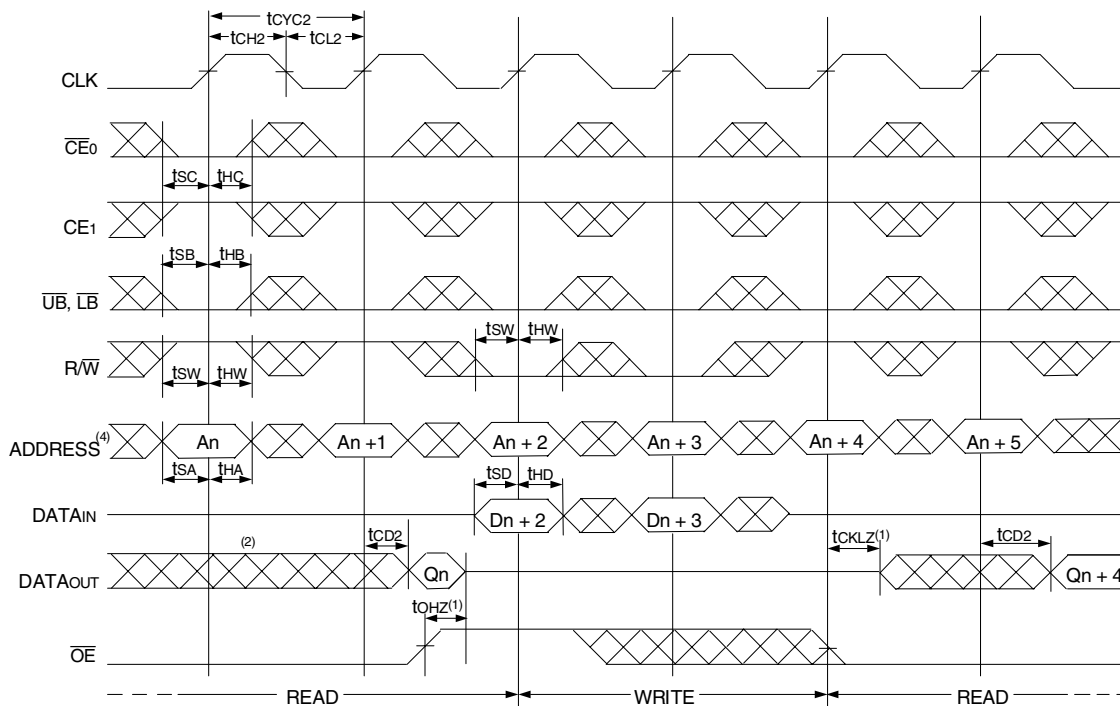 tCYC2
tCH2 tCL2
CLK
CE0
tSC tHC
CE1
tSB tHB
UB, LB
tSW tHW
R/W
tSW tHW
ADDRESS(4) An An +1 An + 2 An + 3 An + 4 An + 5
tSA tHA tSD tHD
DATAIN Dn + 2 Dn + 3
tCD2 tCKLZ(1) tCD2
(2)
DATAOUT Qn Qn + 4
tOHZ(1)
OE
READ WRITE READ